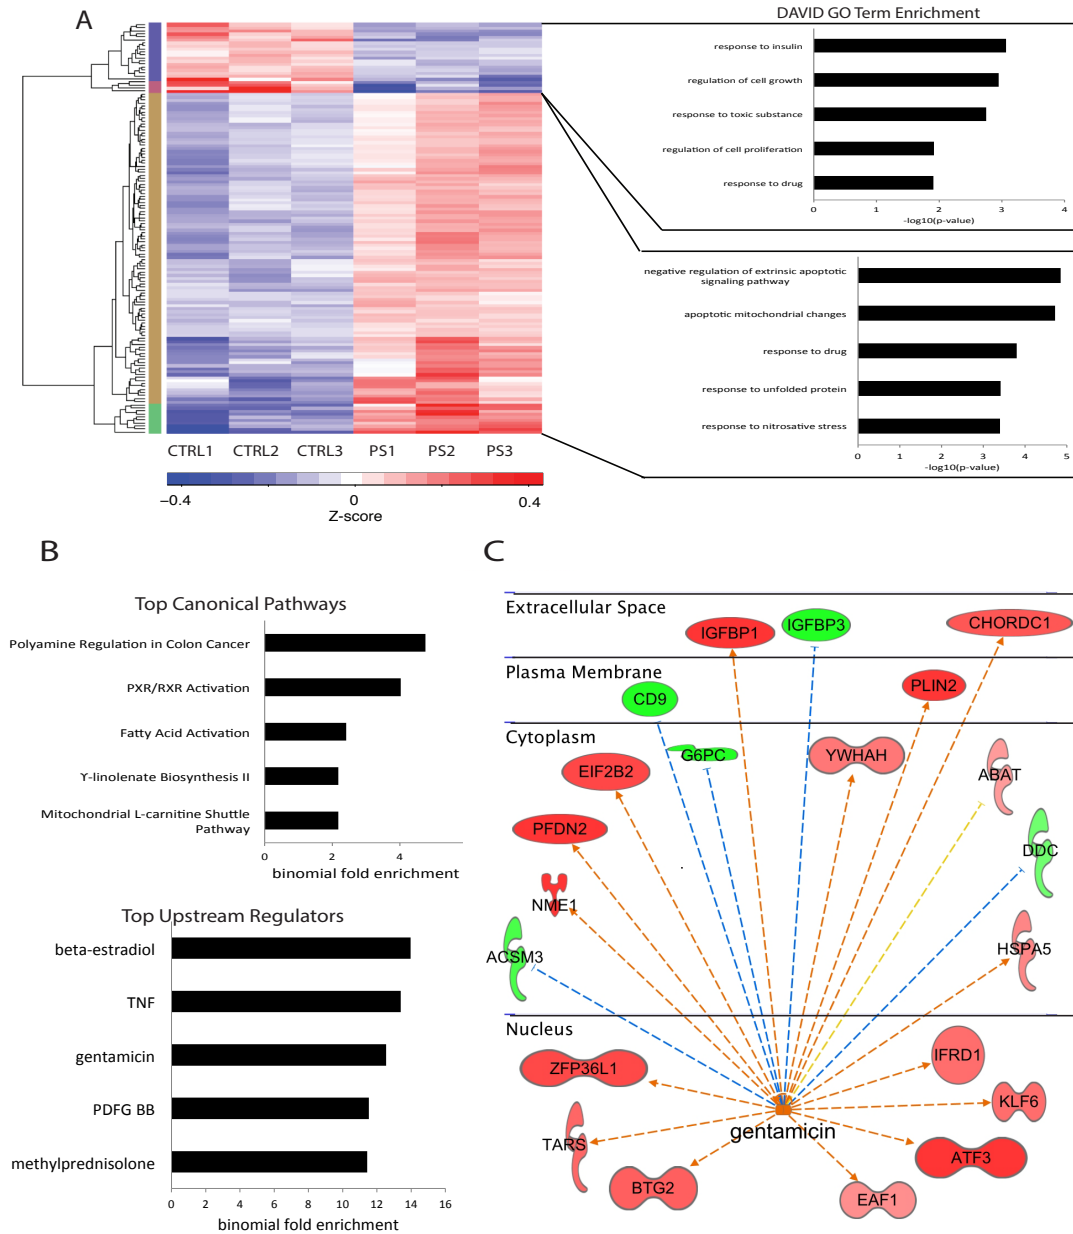 A
DAVID GO Term Enrichment
response to insulin
regulation of cell growth
response to toxic substance
regulation of cell proliferation
response to drug
0 1 2 3 4
-log10(p-value)
negative regulation of extrinsic apoptotic
signaling pathway
apoptotic mitochondrial changes
response to drug
response to unfolded protein
response to nitrosative stress
0 1 2 3 4 5
-log10(p-value)
CTRL1 CTRL2 CTRL3 PS1 PS2 PS3
−0.4 0 0.4
Z-score
B
Top Canonical Pathways
Polyamine Regulation in Colon Cancer
PXR/RXR Activation
Fatty Acid Activation
Y-linolenate Biosynthesis II
Mitochondrial L-carnitine Shuttle
Pathway
0 2 4
binomial fold enrichment
Top Upstream Regulators
beta-estradiol
TNF
gentamicin
PDFG BB
methylprednisolone
0 2 4 6 8 10 12 14 16
binomial fold enrichment
C
Extracellular Space
IGFBP1
IGFBP3
CHORDC1
Plasma Membrane
CD9
PLIN2
Cytoplasm
G6PC
YWHAH
EIF2B2
ABAT
PFDN2
DDC
NME1
ACSM3
HSPA5
Nucleus
ZFP36L1
IFRD1
KLF6
gentamicin
TARS
ATF3
BTG2
EAF1